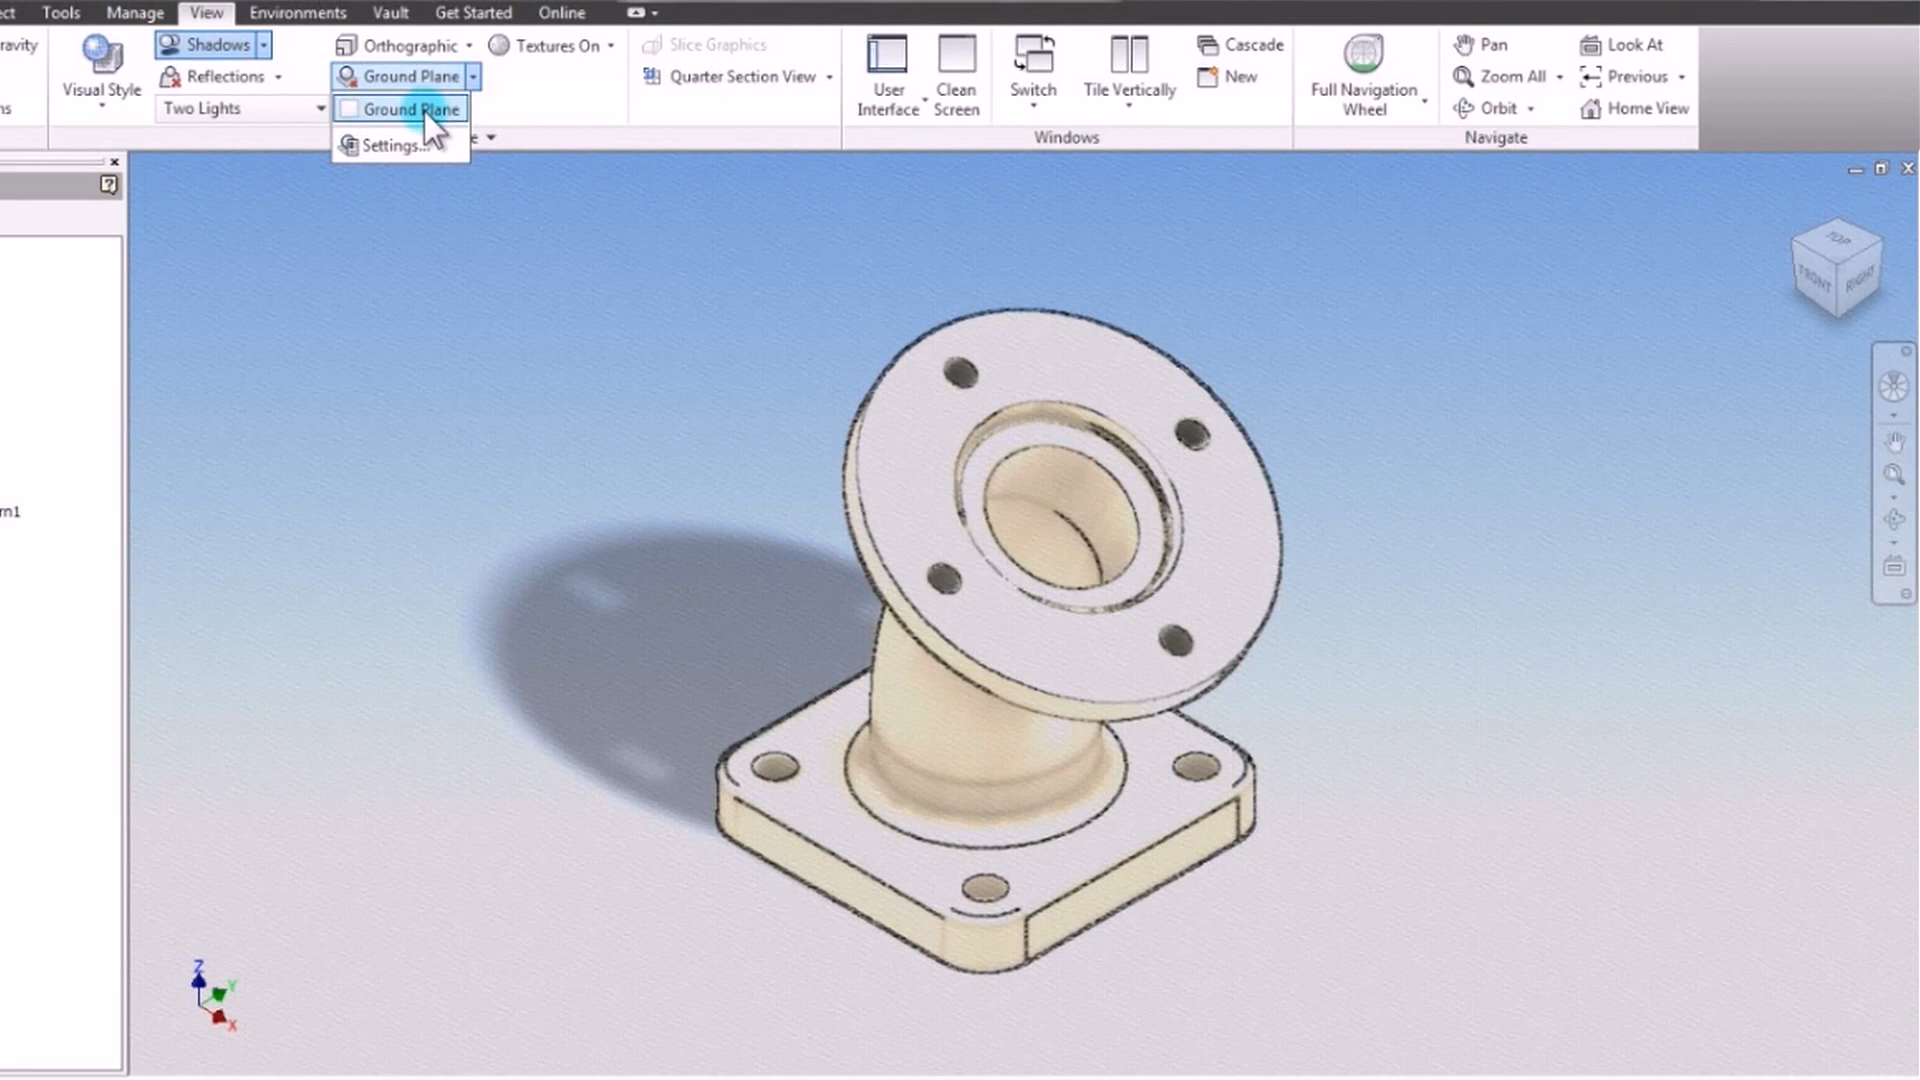 ct Tools Manage View Environments Vault Get Started Online
ravity
Visual Style
Shadows
Reflections
Two Lights
Orthographic
Textures On
Ground Plane
Ground Plane
Settings...
e
Slice Graphics
Quarter Section View
User Interface
Clean Screen
Switch
Tile Vertically
Cascade
New
Windows
Full Navigation Wheel
Pan
Zoom All
Orbit
Look At
Previous
Home View
Navigate
ns
TOP
FRONT RIGHT
rn1
Z
Y
X